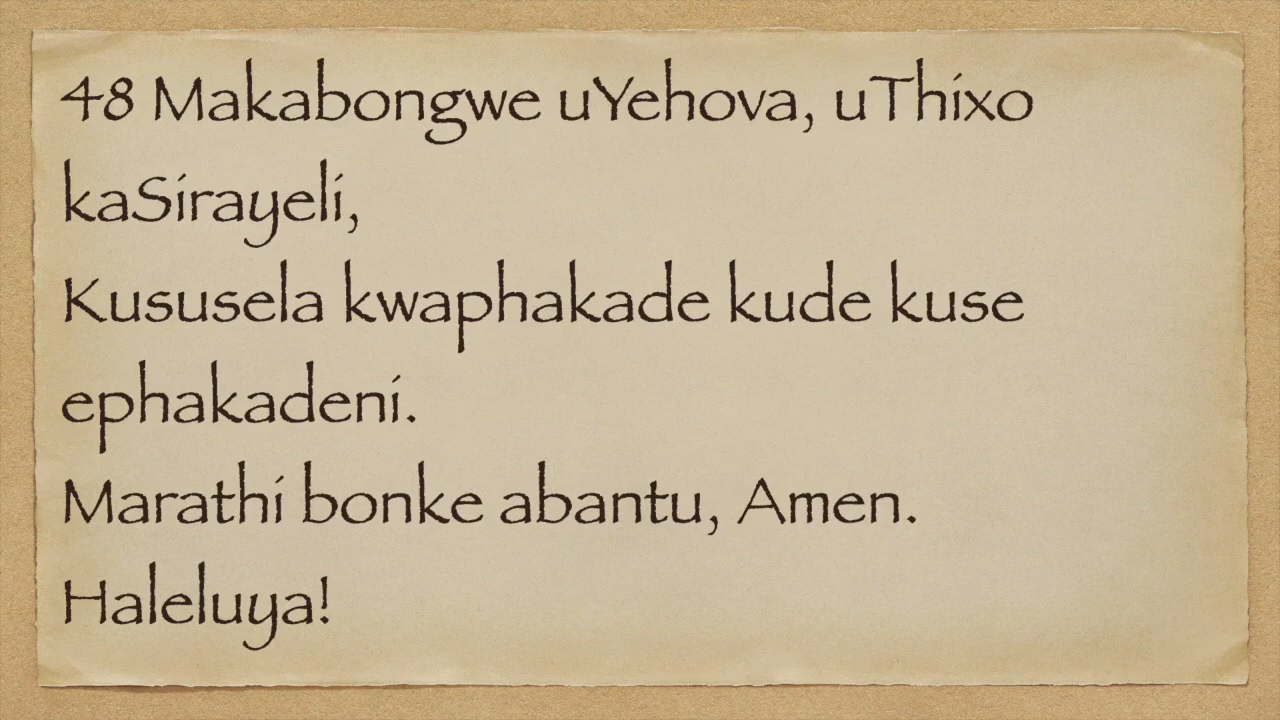 48 Makabongwe uYehova, uThixo
kaSirayeli,
Kususela kwaphakade kude kuse
ephakadeni.
Marathi bonke abantu, Amen.
Haleluya!